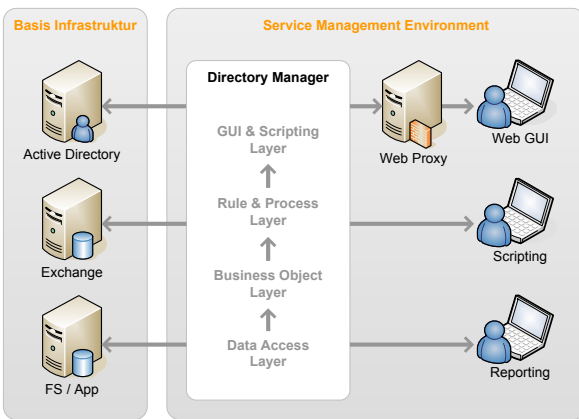 Basis Infrastruktur
Service Management Environment
Directory Manager
Active Directory
GUI & Scripting
Layer
Web Proxy
Web GUI
Exchange
Rule & Process
Layer
Scripting
Business Object
Layer
FS / App
Data Access
Layer
Reporting